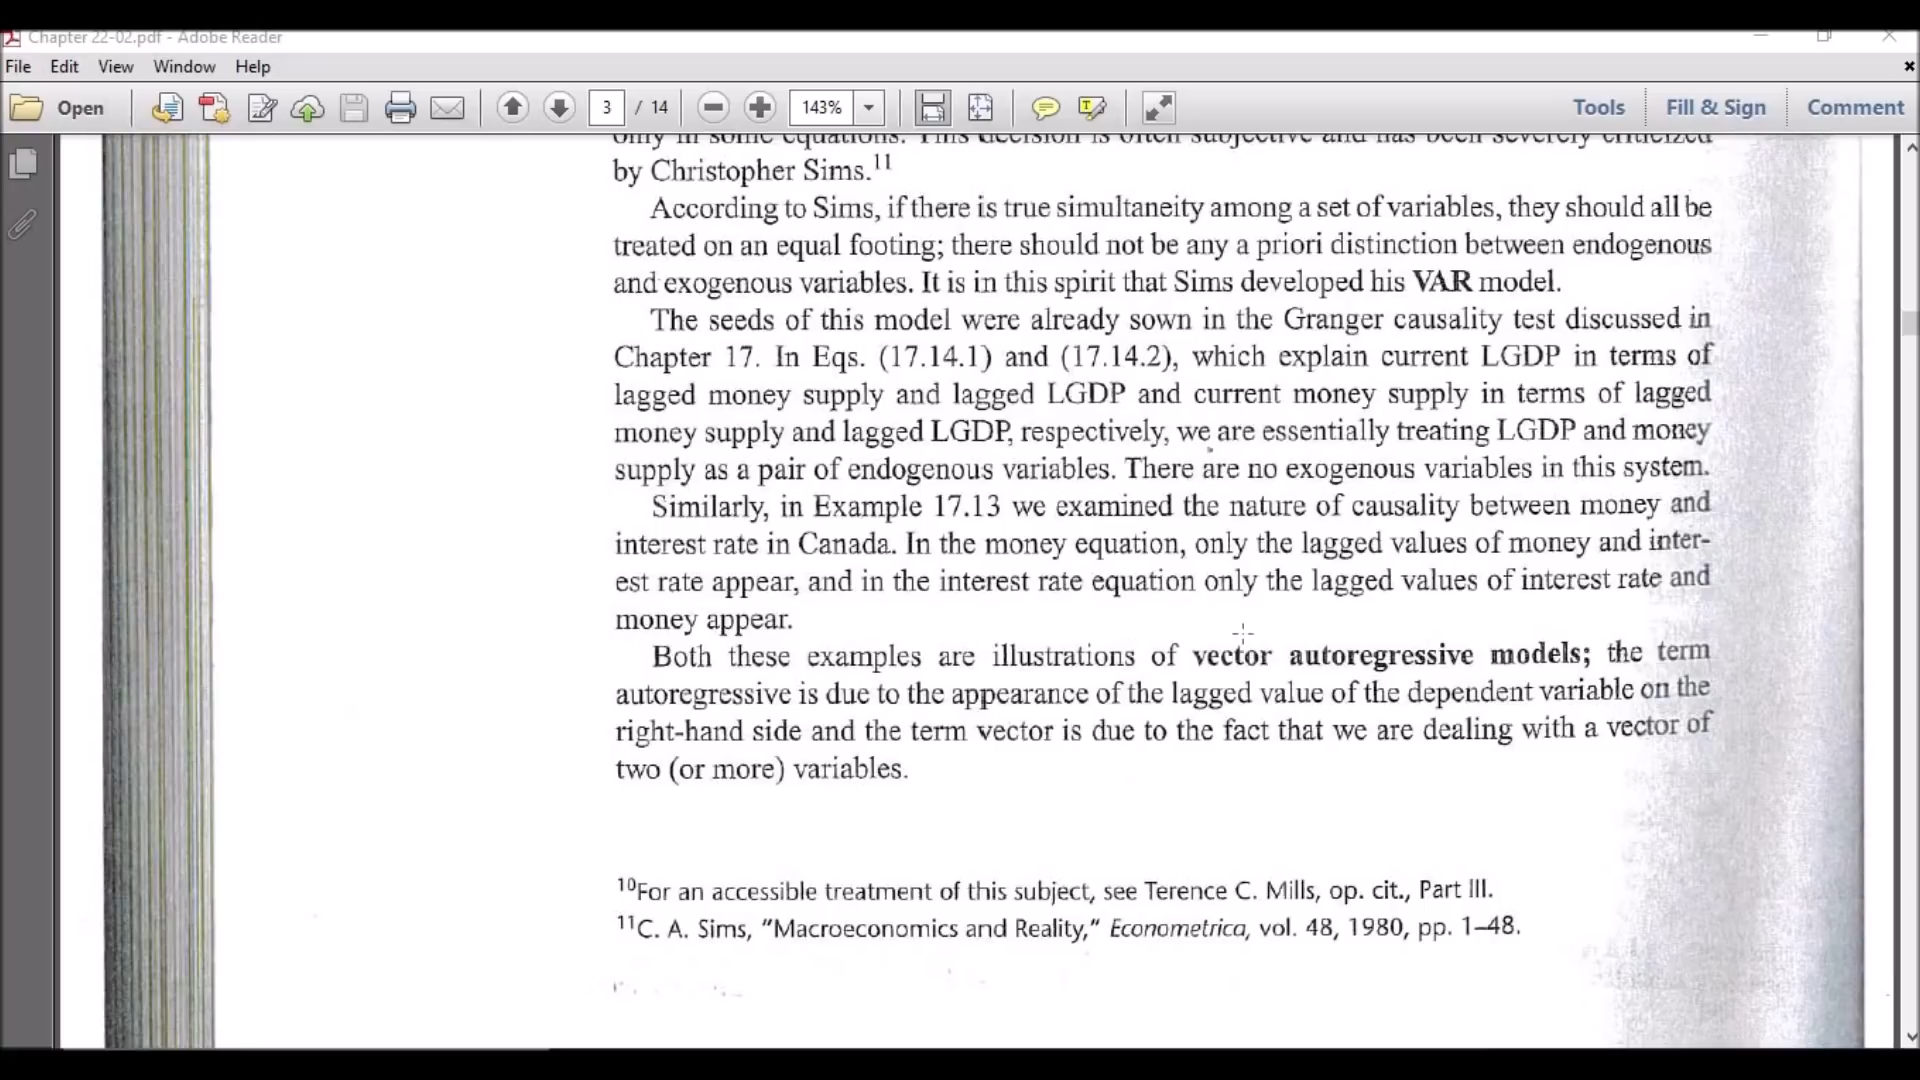 Chapter 22-02.pdf - Adobe Reader
File Edit View Window Help
Open 3 / 14 143% Tools Fill & Sign Comment
only in some equations. This decision is often subjective and has been severely criticized
by Christopher Sims.11
According to Sims, if there is true simultaneity among a set of variables, they should all be
treated on an equal footing; there should not be any a priori distinction between endogenous
and exogenous variables. It is in this spirit that Sims developed his VAR model.
The seeds of this model were already sown in the Granger causality test discussed in
Chapter 17. In Eqs. (17.14.1) and (17.14.2), which explain current LGDP in terms of
lagged money supply and lagged LGDP and current money supply in terms of lagged
money supply and lagged LGDP, respectively, we are essentially treating LGDP and money
supply as a pair of endogenous variables. There are no exogenous variables in this system.
Similarly, in Example 17.13 we examined the nature of causality between money and
interest rate in Canada. In the money equation, only the lagged values of money and inter-
est rate appear, and in the interest rate equation only the lagged values of interest rate and
money appear.
Both these examples are illustrations of vector autoregressive models; the term
autoregressive is due to the appearance of the lagged value of the dependent variable on the
right-hand side and the term vector is due to the fact that we are dealing with a vector of
two (or more) variables.
10For an accessible treatment of this subject, see Terence C. Mills, op. cit., Part III.
11C. A. Sims, “Macroeconomics and Reality,” Econometrica, vol. 48, 1980, pp. 1–48.